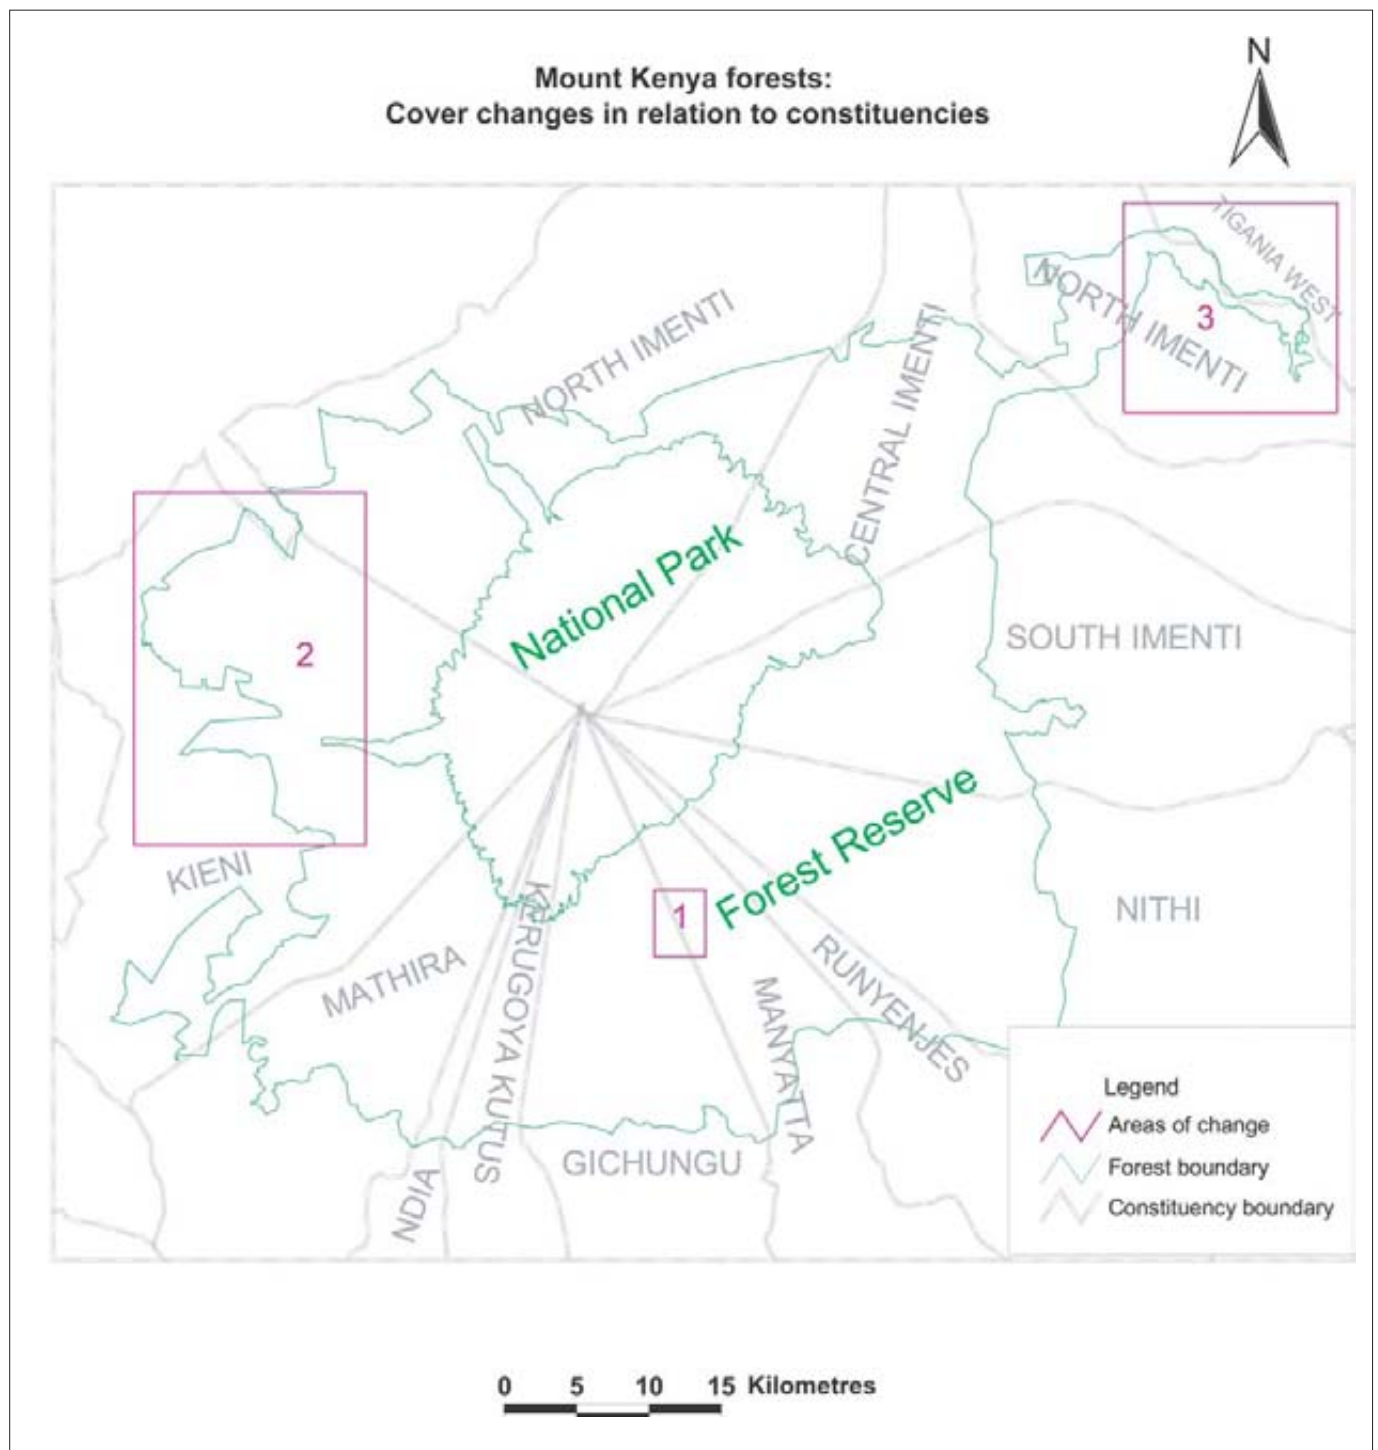 Mount Kenya forests:
Cover changes in relation to constituencies
N
TIGANIA WEST
NORTH IMENTI
3
NORTH IMENTI
CENTRAL IMENTI
National Park
SOUTH IMENTI
2
Forest Reserve
KIENI
1
NITHI
MATHIRA
KERUGOYA KUTUS
RUNYENJES
MANYATTA
GICHUNGU
NDIA
Legend
Areas of change
Forest boundary
Constituency boundary
0 5 10 15 Kilometres